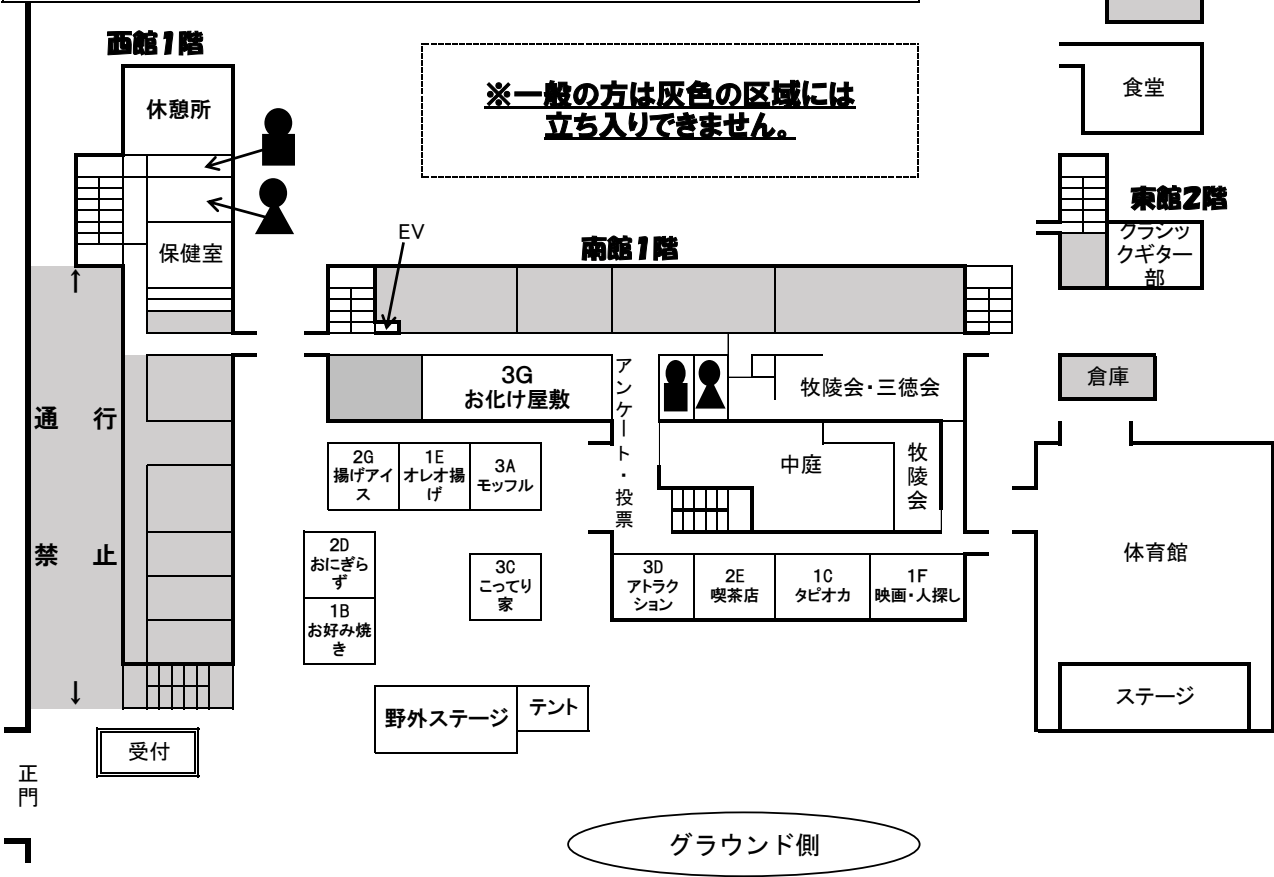 西館1階
休憩所
※一般の方は灰色の区域には
立ち入りできません。
食堂
東館2階
クラシッ
クギター
部
保健室
EV
南館1階
↑
通 行
禁 止
↓
3G
お化け屋敷
アンケート・投票
牧陵会・三徳会
中庭
牧陵会
倉庫
2G
揚げアイ
ス
1E
オレオ揚
げ
3A
モッフル
2D
おにぎら
ず
1B
お好み焼
き
3C
こってり
家
3D
アトラク
ション
2E
喫茶店
1C
タピオカ
1F
映画・人探し
体育館
ステージ
野外ステージ
テント
受付
正門
グラウンド側